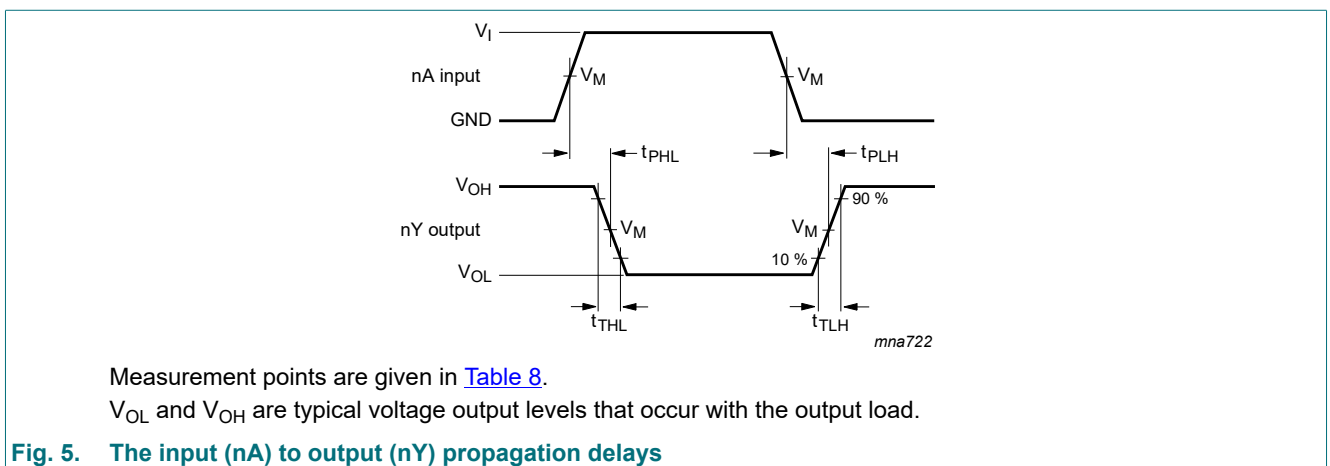 VI
nA input
VM
VM
GND
tPHL
tPLH
VOH
90 %
nY output
VM
VM
10 %
VOL
tTHL
tTLH
mna722
Measurement points are given in Table 8.
VOL and VOH are typical voltage output levels that occur with the output load.
Fig. 5. The input (nA) to output (nY) propagation delays